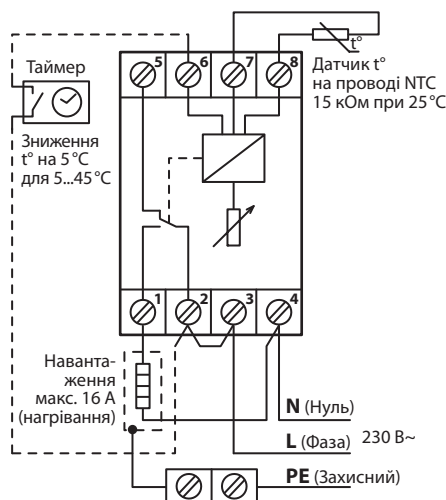 5
6
7
8
t°
Таймер
Датчик t°
на проводі NTC
15 кОм при 25°C
Зниження
t° на 5°C
для 5...45°C
1
2
3
4
Наванта-
ження
макс. 16 А
(нагрівання)
N (Нуль)
L (Фаза) 230 В~
PE (Захисний)